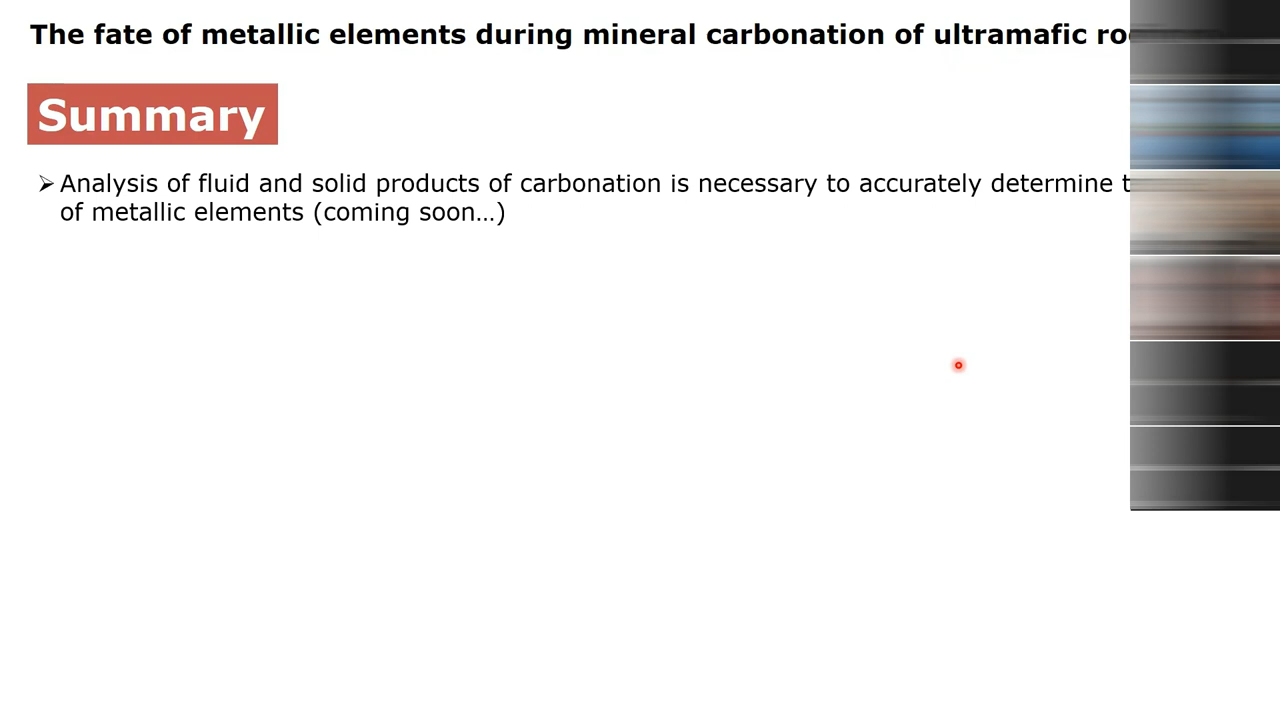 The fate of metallic elements during mineral carbonation of ultramafic
Summary
➢ Analysis of fluid and solid products of carbonation is necessary to accurately determine
of metallic elements (coming soon…)